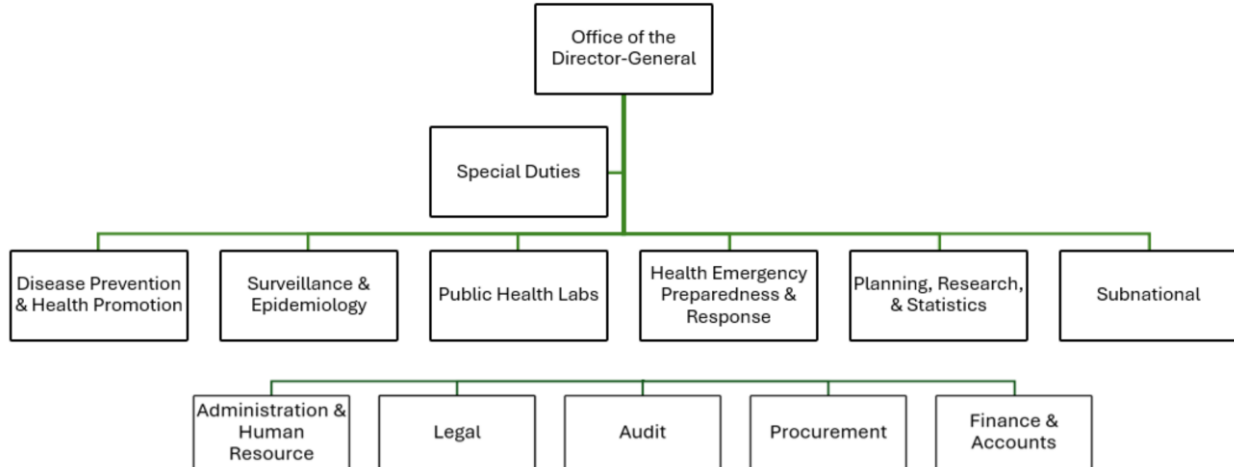 Office of the
Director-General
Special Duties
Disease Prevention
& Health Promotion
Surveillance &
Epidemiology
Public Health Labs
Health Emergency
Preparedness &
Response
Planning, Research,
& Statistics
Subnational
Administration &
Human
Resource
Legal
Audit
Procurement
Finance &
Accounts